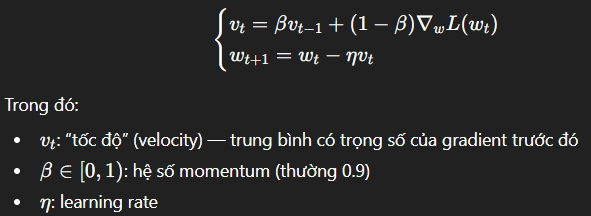 v_t = βv_{t−1} + (1 − β)∇_w L(w_t)
w_{t+1} = w_t − ηv_t
Trong đó:
• v_t: "tốc độ" (velocity) — trung bình có trọng số của gradient trước đó
• β ∈ [0, 1): hệ số momentum (thường 0.9)
• η: learning rate